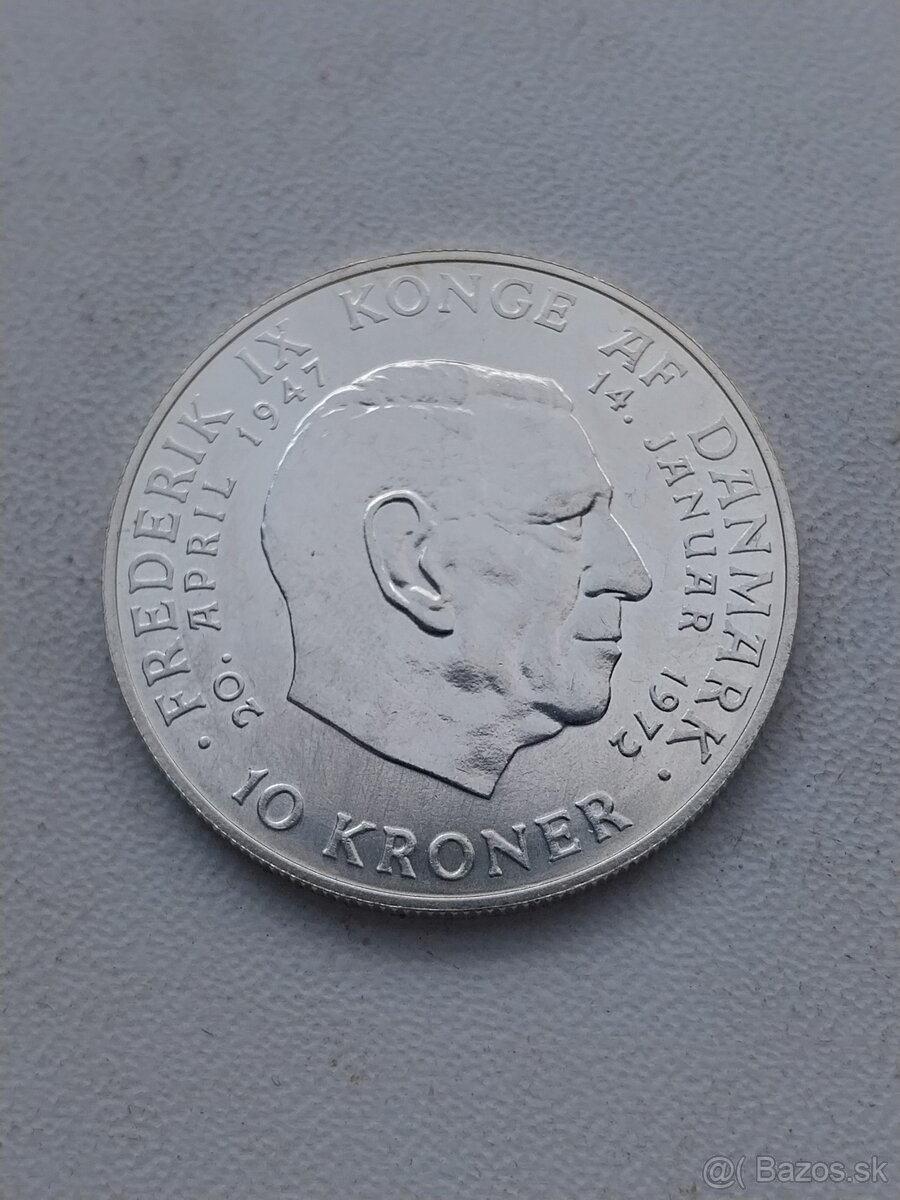 FREDERIK IX KONGE AF DANMARK
20. APRIL 1947
14. JANUAR 1972
10 KRONER
@( Bazos.sk